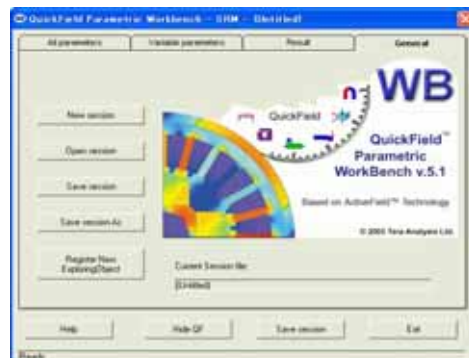 QuickField Parametric Workbench - SRM - [Untitled]
All parameters
Variable parameters
Result
General
New session
Open session
Save session
Save session As
Register New
ExploringObject
QuickField
WB
QuickField™
Parametric
WorkBench v.5.1
Based on ActiveField™ Technology
© 2003 Tera Analysis Ltd.
Current Session file:
[Untitled]
Help
Hide QF
Save session
Exit
Ready